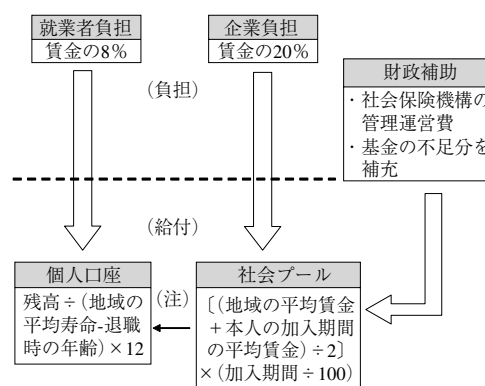 就業者負担
賃金の8%
企業負担
賃金の20%
(負担)
財政補助
・社会保険機構の
管理運営費
・基金の不足分を
補充
(給付)
個人口座
残高÷(地域の
平均寿命-退職
時の年齢)×12
(注)
社会プール
〔(地域の平均賃金
+本人の加入期間
の平均賃金)÷2〕
×(加入期間÷100)